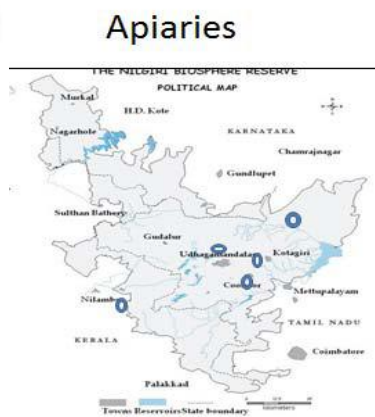 Apiaries
THE NILGIRI BIOSPHERE RESERVE
POLITICAL MAP
Murkal
H.D. Kote
Nagarhole
KARNATAKA
Chamrajnagar
Gundlupet
Sulthan Bathery
Gudalur
Udhagamandalam
Kotagiri
Coonoor
Nilambur
Mettupalayam
TAMIL NADU
KERALA
Coimbatore
Palakkad
kilometers
Towns Reservoirs State boundary